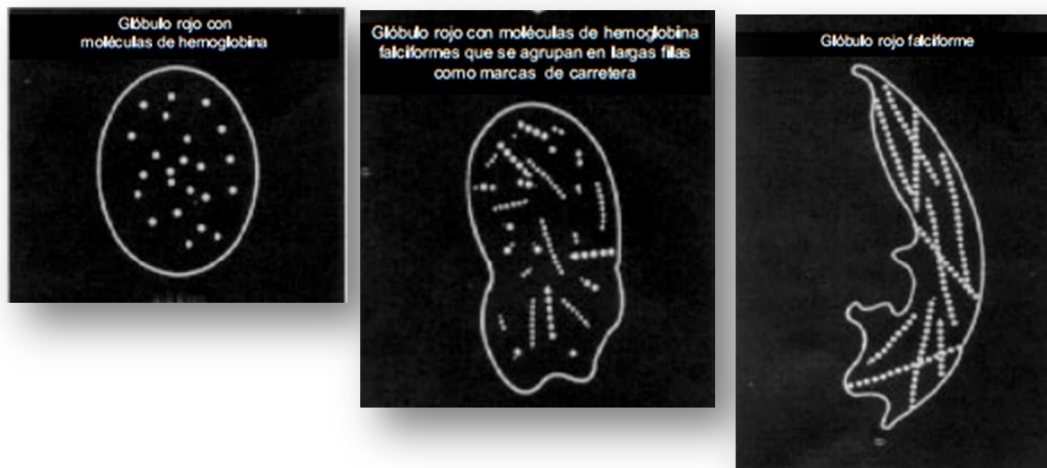 Glóbulo rojo con
moléculas de hemoglobina
Glóbulo rojo con moléculas de hemoglobina
falciformes que se agrupan en largas fillas
como marcas de carretera
Glóbulo rojo falciforme